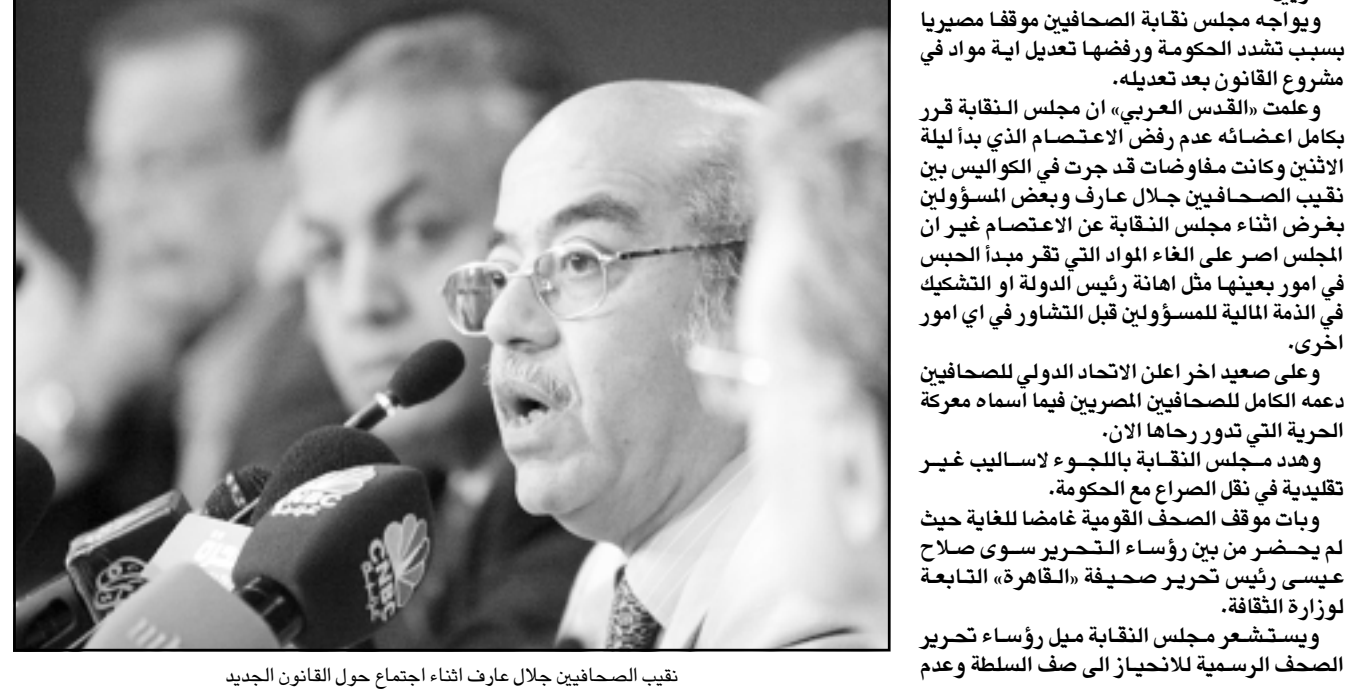 ويواجه مجلس نقابة الصحافيين موقفا مصيريا
بسبب تشدد الحكومة ورفضها تعديل اية مواد في
مشروع القانون بعد تعديله.
وعلمت «القدس العربي» ان مجلس النقابة قرر
بكامل اعضائه عدم رفض الاعتصام الذي بدأ ليلة
الاثنين وكانت مفاوضات قد جرت في الكواليس بين
نقيب الصحافيين جلال عارف وبعض المسؤولين
بغرض اثناء مجلس النقابة عن الاعتصام غير ان
المجلس اصر على الغاء المواد التي تقر مبدأ الحبس
في امور بعينها مثل اهانة رئيس الدولة او التشكيك
في الذمة المالية للمسؤولين قبل التشاور في اي امور
اخرى.
وعلى صعيد اخر اعلن الاتحاد الدولي للصحافيين
دعمه الكامل للصحافيين المصريين فيما اسماه معركة
الحرية التي تدور رحاها الان.
وهدد مجلس النقابة باللجوء لاساليب غير
تقليدية في نقل الصراع مع الحكومة.
وبات موقف الصحف القومية غامضا للغاية حيث
لم يحضر من بين رؤساء التحرير سوى صلاح
عيسى رئيس تحرير صحيفة «القاهرة» التابعة
لوزارة الثقافة.
ويستشعر مجلس النقابة ميل رؤساء تحرير
الصحف الرسمية للانحياز الى صف السلطة وعدم
CNBC
عربية
CNBC
عربية
نقيب الصحافيين جلال عارف اثناء اجتماع حول القانون الجديد